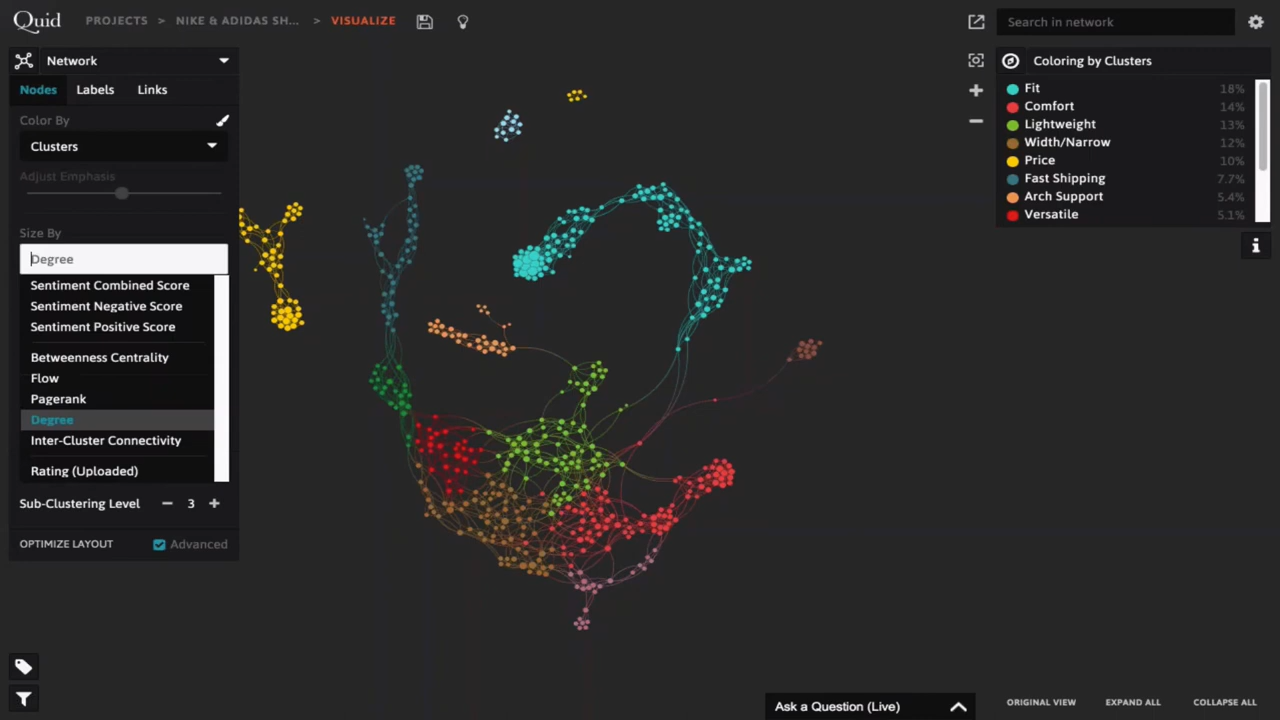 Quid
PROJECTS > NIKE & ADIDAS SH... > VISUALIZE
Search in network
Network
Nodes Labels Links
Color By
Clusters
Adjust Emphasis
Size By
Degree
Sentiment Combined Score
Sentiment Negative Score
Sentiment Positive Score
Betweenness Centrality
Flow
Pagerank
Degree
Inter-Cluster Connectivity
Rating (Uploaded)
Sub-Clustering Level − 3 +
OPTIMIZE LAYOUT Advanced
Coloring by Clusters
Fit 18%
Comfort 14%
Lightweight 13%
Width/Narrow 12%
Price 10%
Fast Shipping 7.7%
Arch Support 5.4%
Versatile 5.1%
Ask a Question (Live)
ORIGINAL VIEW EXPAND ALL COLLAPSE ALL